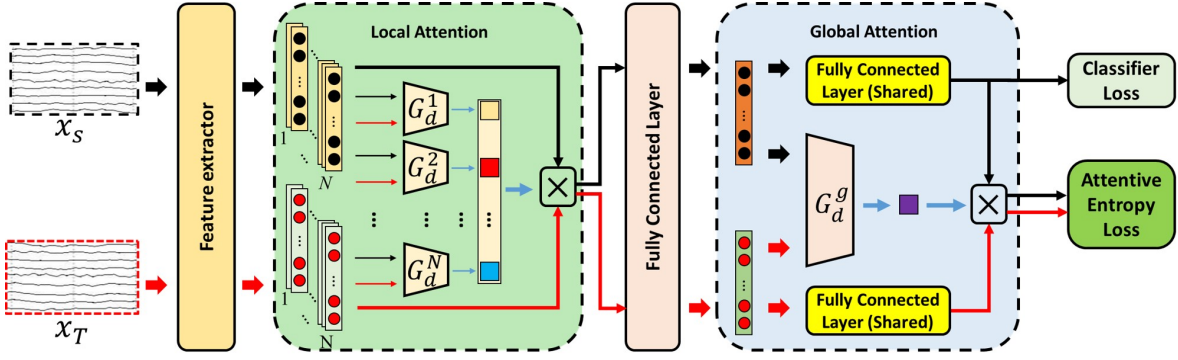 x_S
x_T
Feature extractor
Local Attention
1
N
1
N
G_d^1
G_d^2
G_d^N
×
Fully Connected Layer
Global Attention
Fully Connected
Layer (Shared)
G_d^g
×
Fully Connected
Layer (Shared)
Classifier
Loss
Attentive
Entropy
Loss